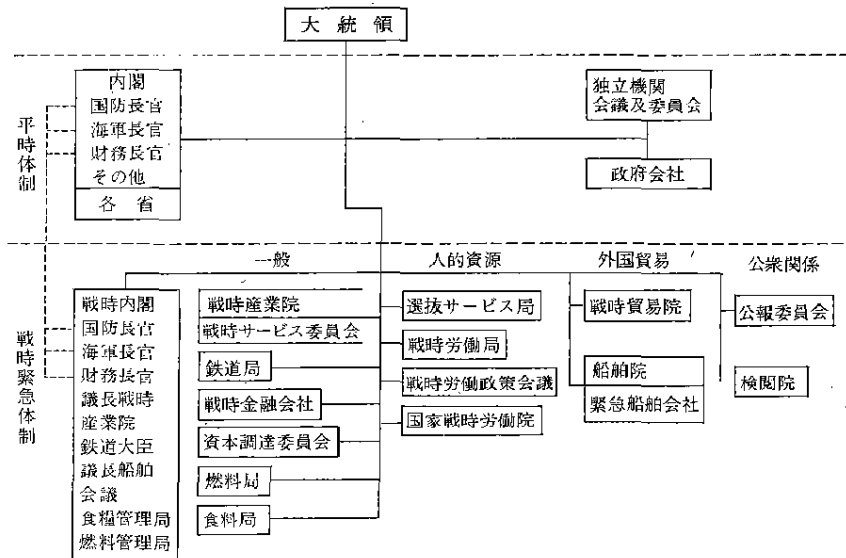 大統領
平時体制
内閣
国防長官
海軍長官
財務長官
その他
各省
独立機関
会議及委員会
政府会社
戦時緊急体制
一般
人的資源
外国貿易
公衆関係
戦時内閣
国防長官
海軍長官
財務長官
議長戦時
産業院
鉄道大臣
議長船舶
会議
食糧管理局
燃料管理局
戦時産業院
戦時サービス委員会
鉄道局
戦時金融会社
資本調達委員会
燃料局
食料局
選抜サービス局
戦時労働局
戦時労働政策会議
国家戦時労働院
戦時貿易院
船舶院
緊急船舶会社
公報委員会
検閲院